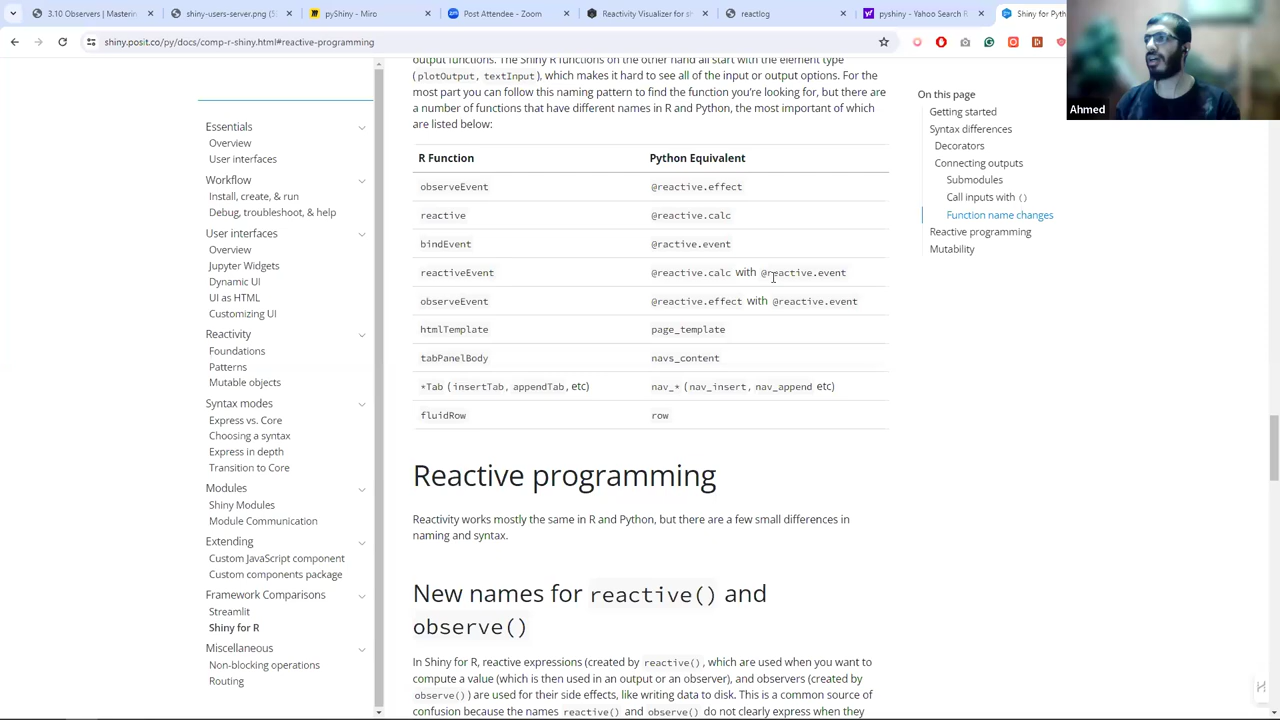 3.10 Observers | Masterin
shiny-users-server.png (S
pyShiny - Miro
Post Attendee - Zoom
Reactivity Visualizer for sh
reactlog
pyshiny - Yahoo Search R
Shiny for Pyth
shiny.posit.co/py/docs/comp-r-shiny.html#reactive-programming
Ahmed
Essentials
Overview
User interfaces
Workflow
Install, create, & run
Debug, troubleshoot, & help
User interfaces
Overview
Jupyter Widgets
Dynamic UI
UI as HTML
Customizing UI
Reactivity
Foundations
Patterns
Mutable objects
Syntax modes
Express vs. Core
Choosing a syntax
Express in depth
Transition to Core
Modules
Shiny Modules
Module Communication
Extending
Custom JavaScript component
Custom components package
Framework Comparisons
Streamlit
Shiny for R
Miscellaneous
Non-blocking operations
Routing
output functions. The Shiny R functions on the other hand all start with the element type
(plotOutput, textInput), which makes it hard to see all of the input or output options. For the
most part you can follow this naming pattern to find the function you're looking for, but there are
a number of functions that have different names in R and Python, the most important of which
are listed below:
R Function Python Equivalent
observeEvent @reactive.effect
reactive @reactive.calc
bindEvent @ractive.event
reactiveEvent @reactive.calc with @reactive.event
observeEvent @reactive.effect with @reactive.event
htmlTemplate page_template
tabPanelBody navs_content
*Tab (insertTab, appendTab, etc) nav_* (nav_insert, nav_append etc)
fluidRow row
Reactive programming
Reactivity works mostly the same in R and Python, but there are a few small differences in
naming and syntax.
New names for reactive() and
observe()
In Shiny for R, reactive expressions (created by reactive(), which are used when you want to
compute a value (which is then used in an output or an observer), and observers (created by
observe()) are used for their side effects, like writing data to disk. This is a common source of
confusion because the names reactive() and observe() do not clearly express when they
On this page
Getting started
Syntax differences
Decorators
Connecting outputs
Submodules
Call inputs with ()
Function name changes
Reactive programming
Mutability